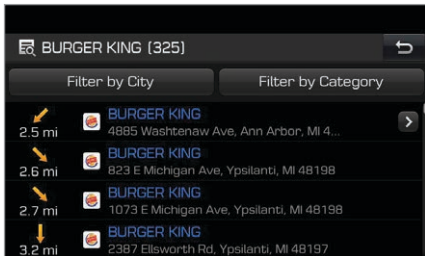 BURGER KING (325)
Filter by City
Filter by Category
BURGER KING
2.5 mi
4885 Washtenaw Ave, Ann Arbor, MI 4...
BURGER KING
2.6 mi
823 E Michigan Ave, Ypsilanti, MI 48198
BURGER KING
2.7 mi
1073 E Michigan Ave, Ypsilanti, MI 48198
BURGER KING
3.2 mi
2387 Ellsworth Rd, Ypsilanti, MI 48197